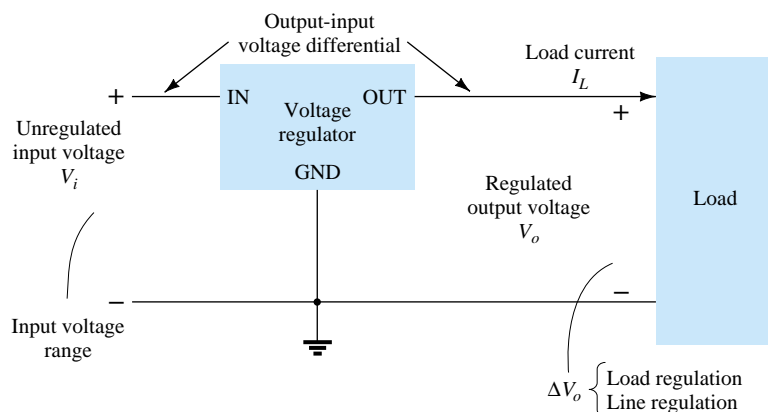 Output-input
voltage differential
Load current
I_L
+
IN
OUT
Voltage
regulator
GND
+
Unregulated
input voltage
V_i
Regulated
output voltage
V_o
Load
−
−
Input voltage
range
ΔV_o { Load regulation
Line regulation